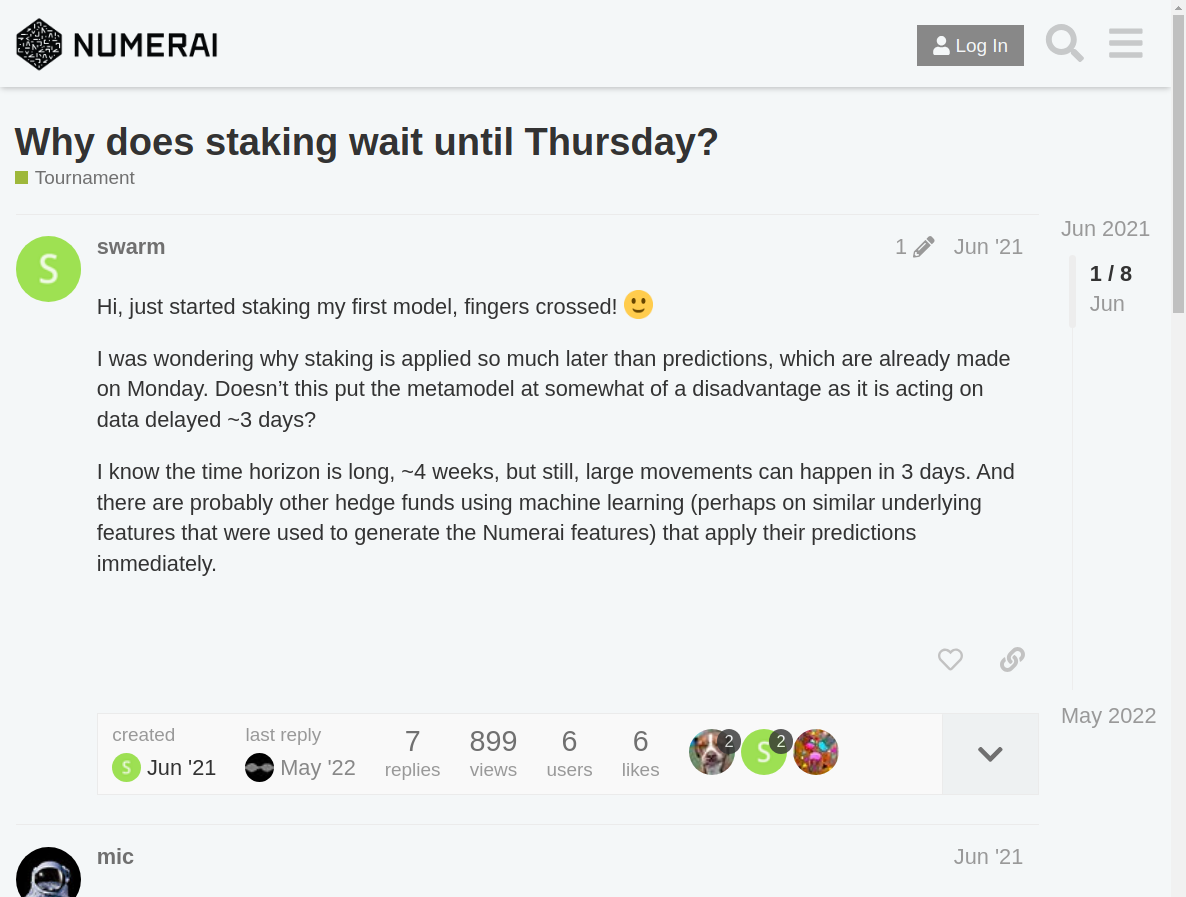 NUMERAI
Log In
Why does staking wait until Thursday?
Tournament
Jun 2021
1 / 8
Jun
May 2022
S
swarm
1
Jun '21
Hi, just started staking my first model, fingers crossed!
I was wondering why staking is applied so much later than predictions, which are already made
on Monday. Doesn’t this put the metamodel at somewhat of a disadvantage as it is acting on
data delayed ~3 days?
I know the time horizon is long, ~4 weeks, but still, large movements can happen in 3 days. And
there are probably other hedge funds using machine learning (perhaps on similar underlying
features that were used to generate the Numerai features) that apply their predictions
immediately.
created
S Jun '21
last reply
May '22
7
replies
899
views
6
users
6
likes
2
S 2
mic
Jun '21